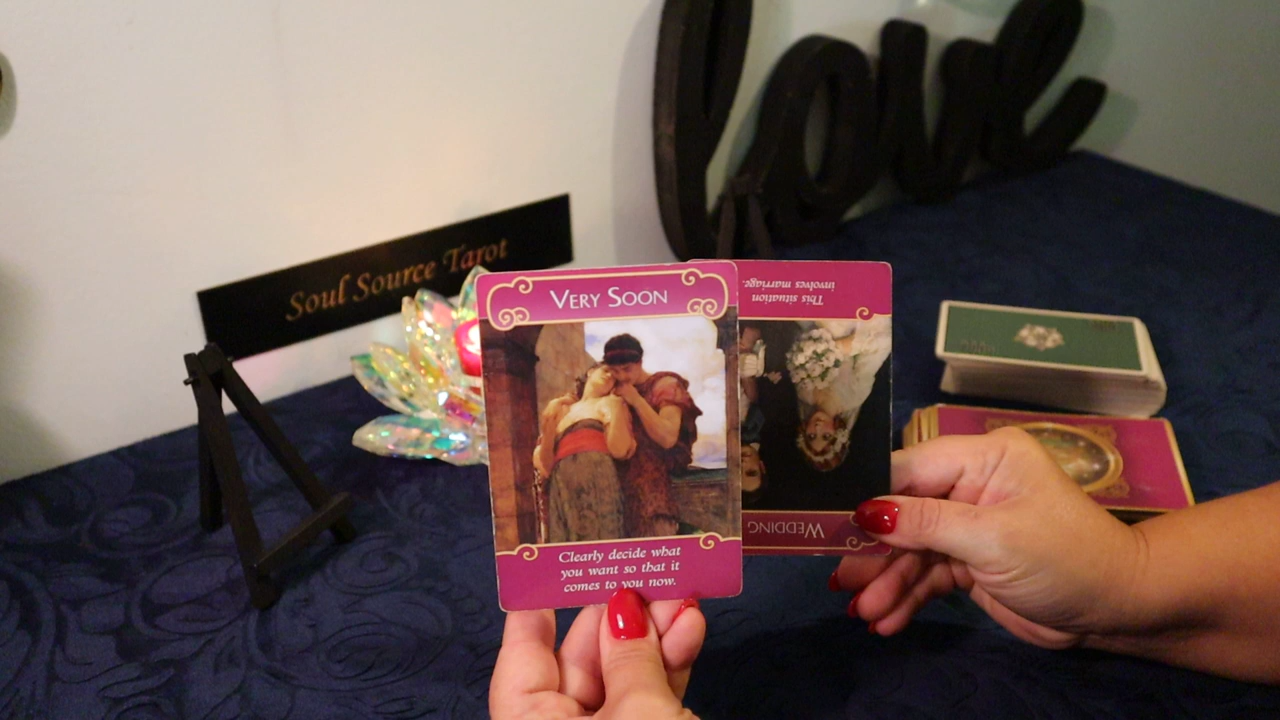 love
Soul Source Tarot
VERY SOON
Clearly decide what
you want so that it
comes to you now.
This situation
involves marriage.
WEDDING